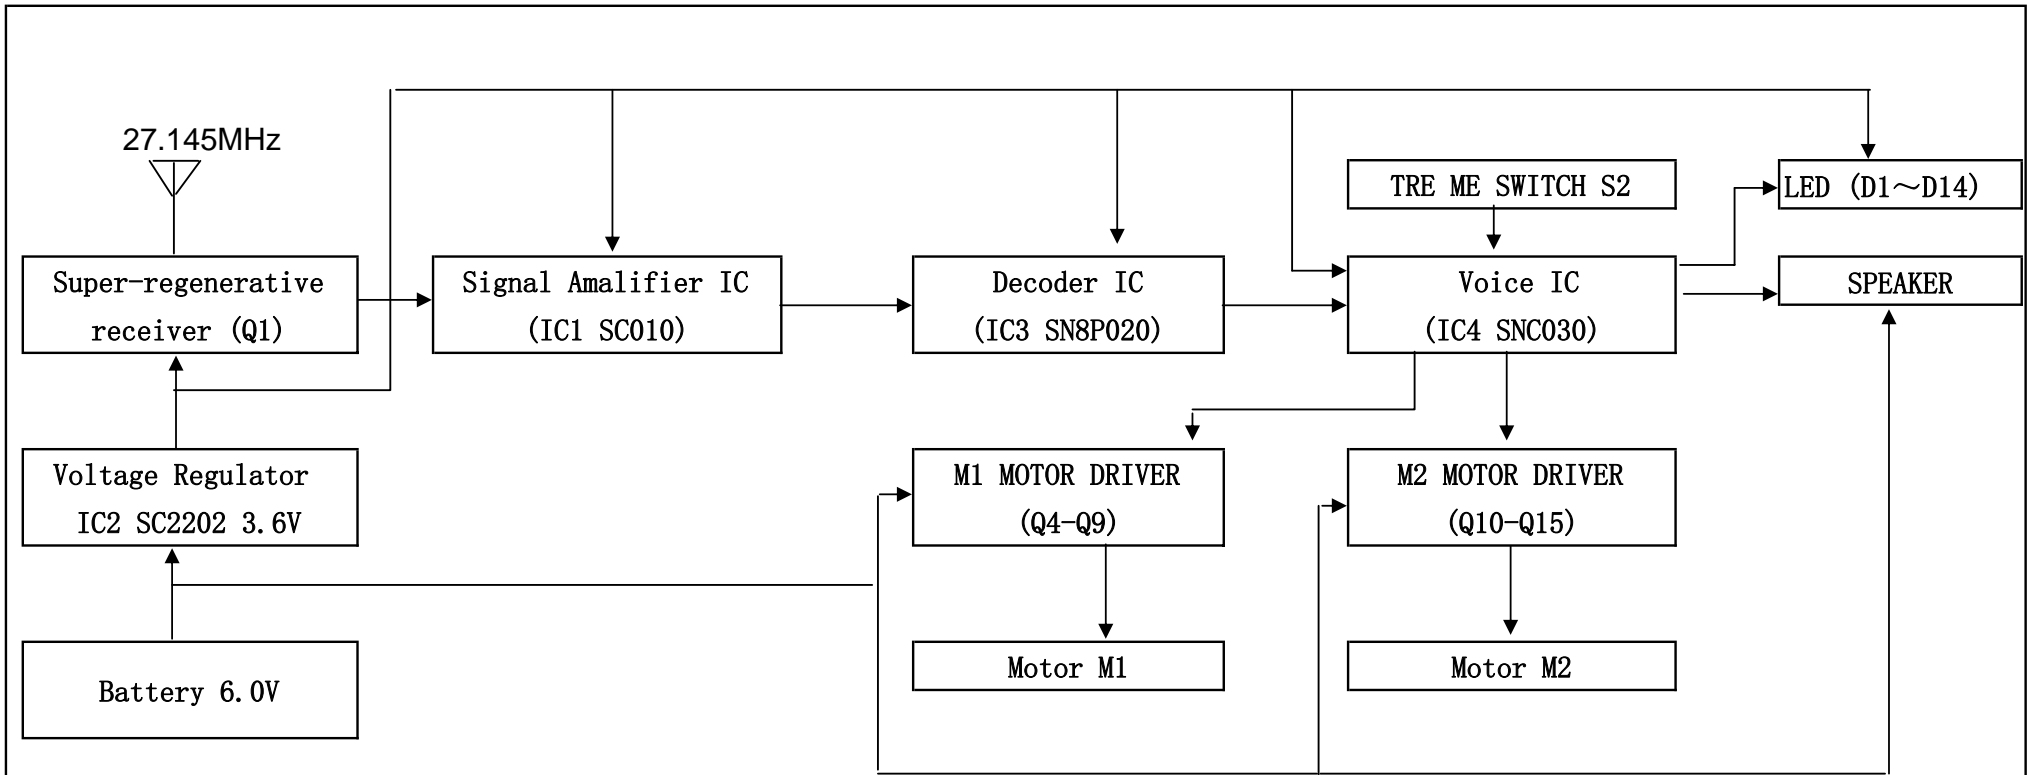 27.145MHz
TRE ME SWITCH S2
LED (D1～D14)
Super-regenerative
receiver (Q1)
Signal Amalifier IC
(IC1 SC010)
Decoder IC
(IC3 SN8P020)
Voice IC
(IC4 SNC030)
SPEAKER
Voltage Regulator
IC2 SC2202 3.6V
M1 MOTOR DRIVER
(Q4-Q9)
M2 MOTOR DRIVER
(Q10-Q15)
Battery 6.0V
Motor M1
Motor M2